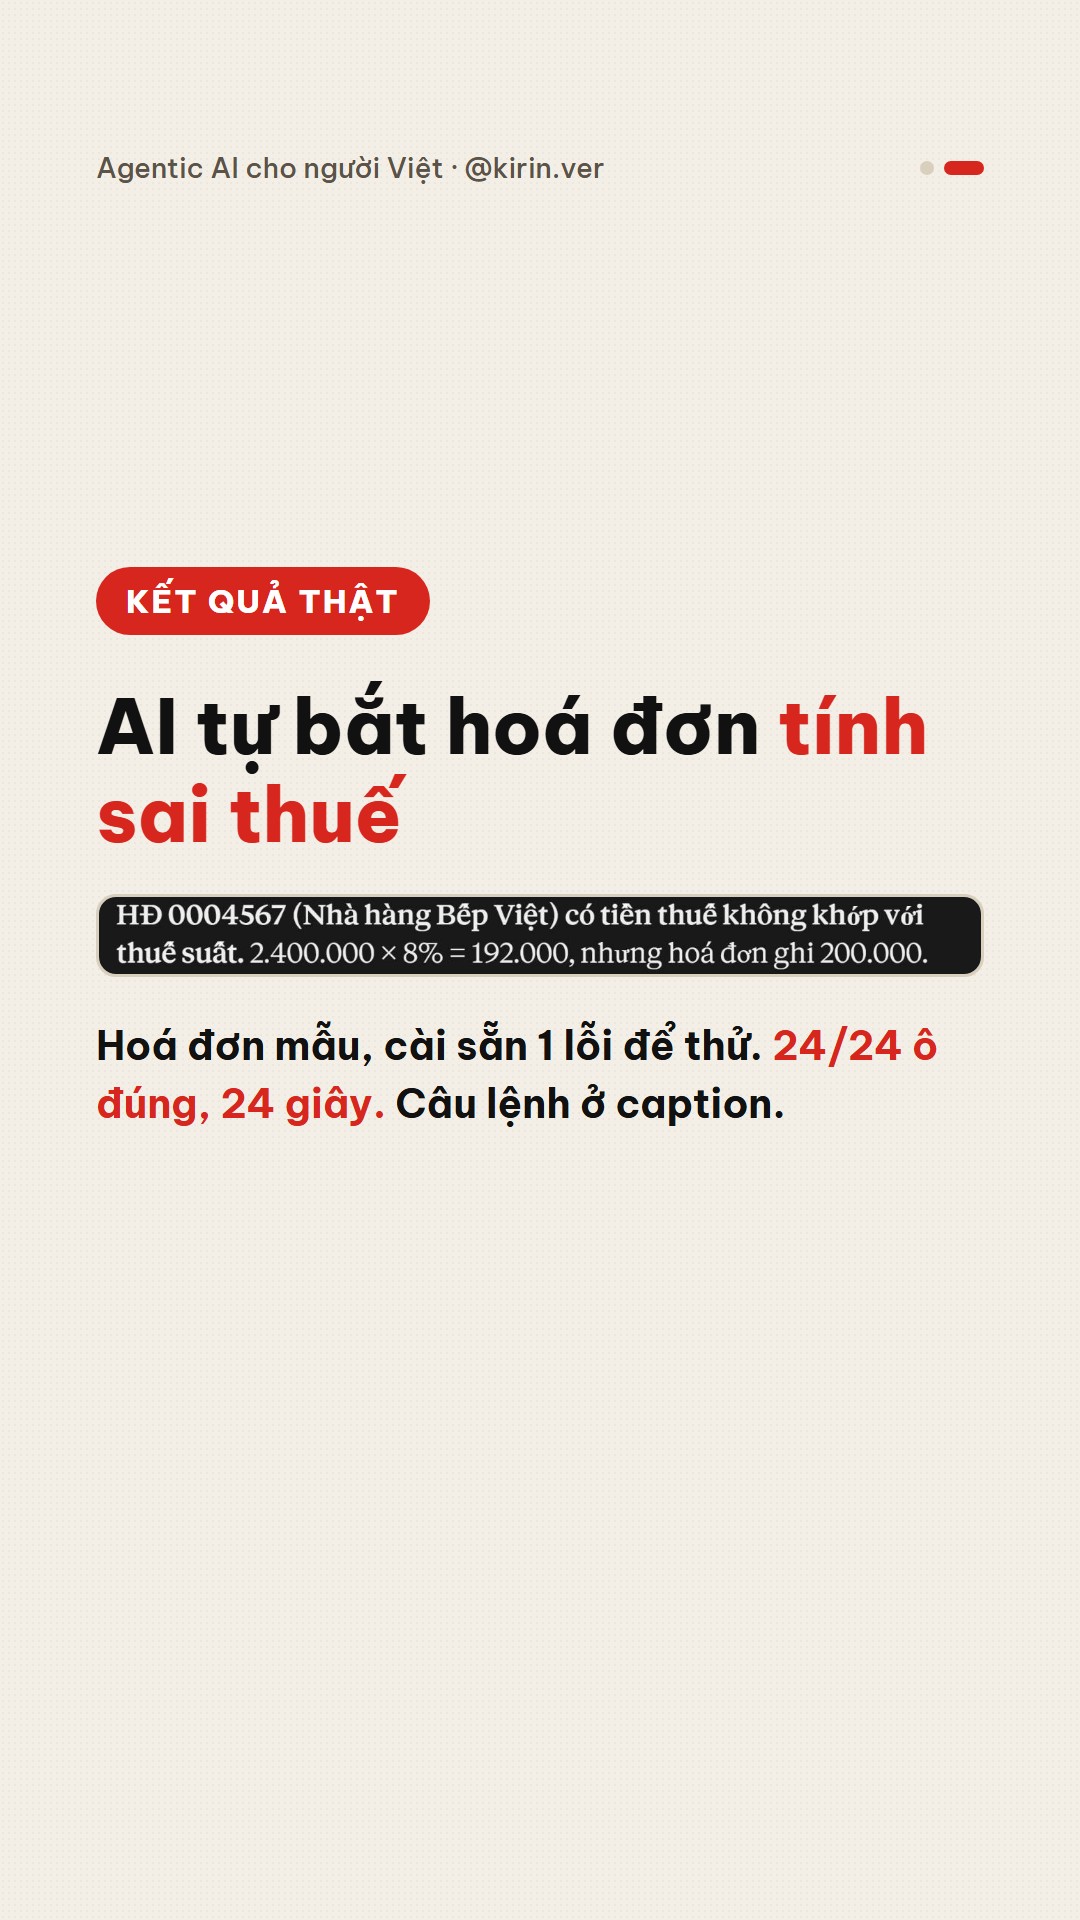 Agentic AI cho người Việt · @kirin.ver
KẾT QUẢ THẬT
AI tự bắt hoá đơn tính
sai thuế
HĐ 0004567 (Nhà hàng Bếp Việt) có tiền thuế không khớp với
thuế suất. 2.400.000 × 8% = 192.000, nhưng hoá đơn ghi 200.000.
Hoá đơn mẫu, cài sẵn 1 lỗi để thử. 24/24 ô
đúng, 24 giây. Câu lệnh ở caption.